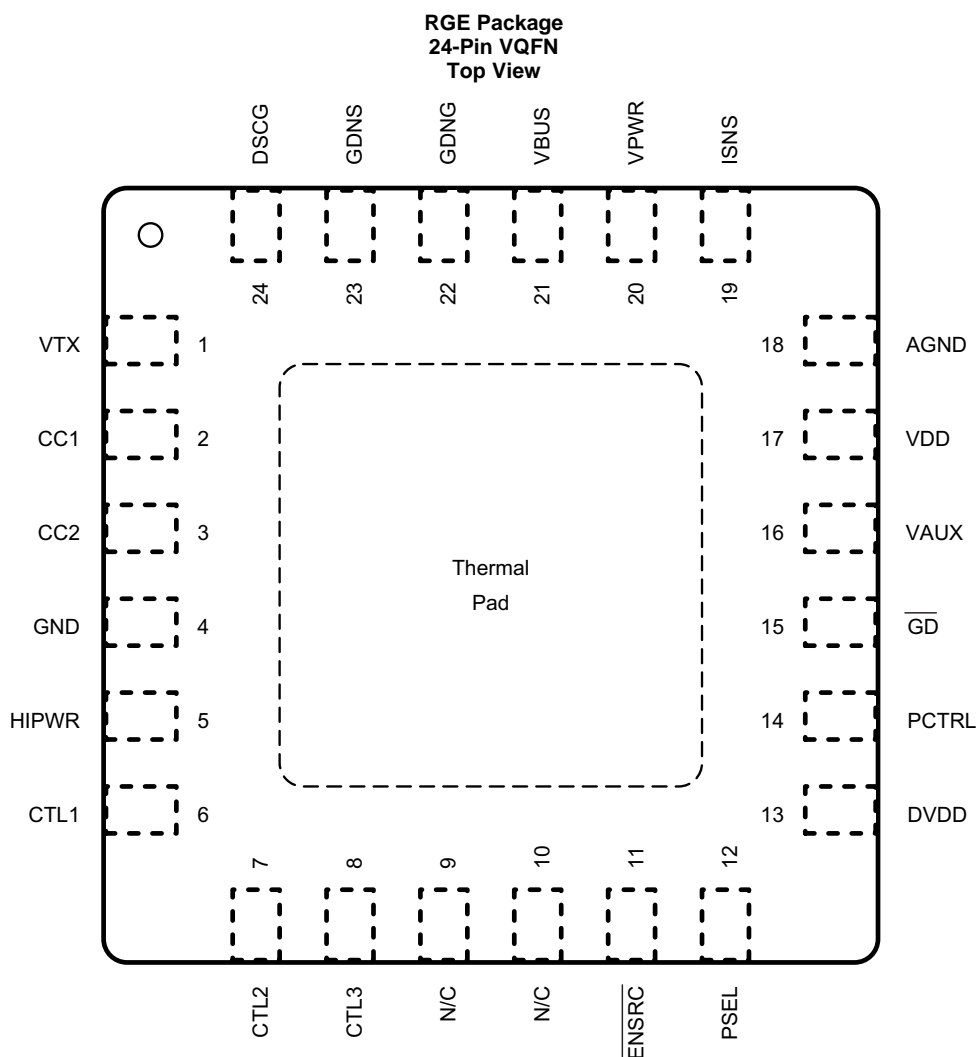 RGE Package
24-Pin VQFN
Top View
DSCG
GDNS
GDNG
VBUS
VPWR
ISNS
24
23
22
21
20
19
VTX 1
18 AGND
CC1 2
17 VDD
CC2 3
16 VAUX
Thermal
Pad
GND 4
15 G̅D̅
HIPWR 5
14 PCTRL
CTL1 6
13 DVDD
7
8
9
10
11
12
CTL2
CTL3
N/C
N/C
E̅N̅S̅R̅C̅
PSEL